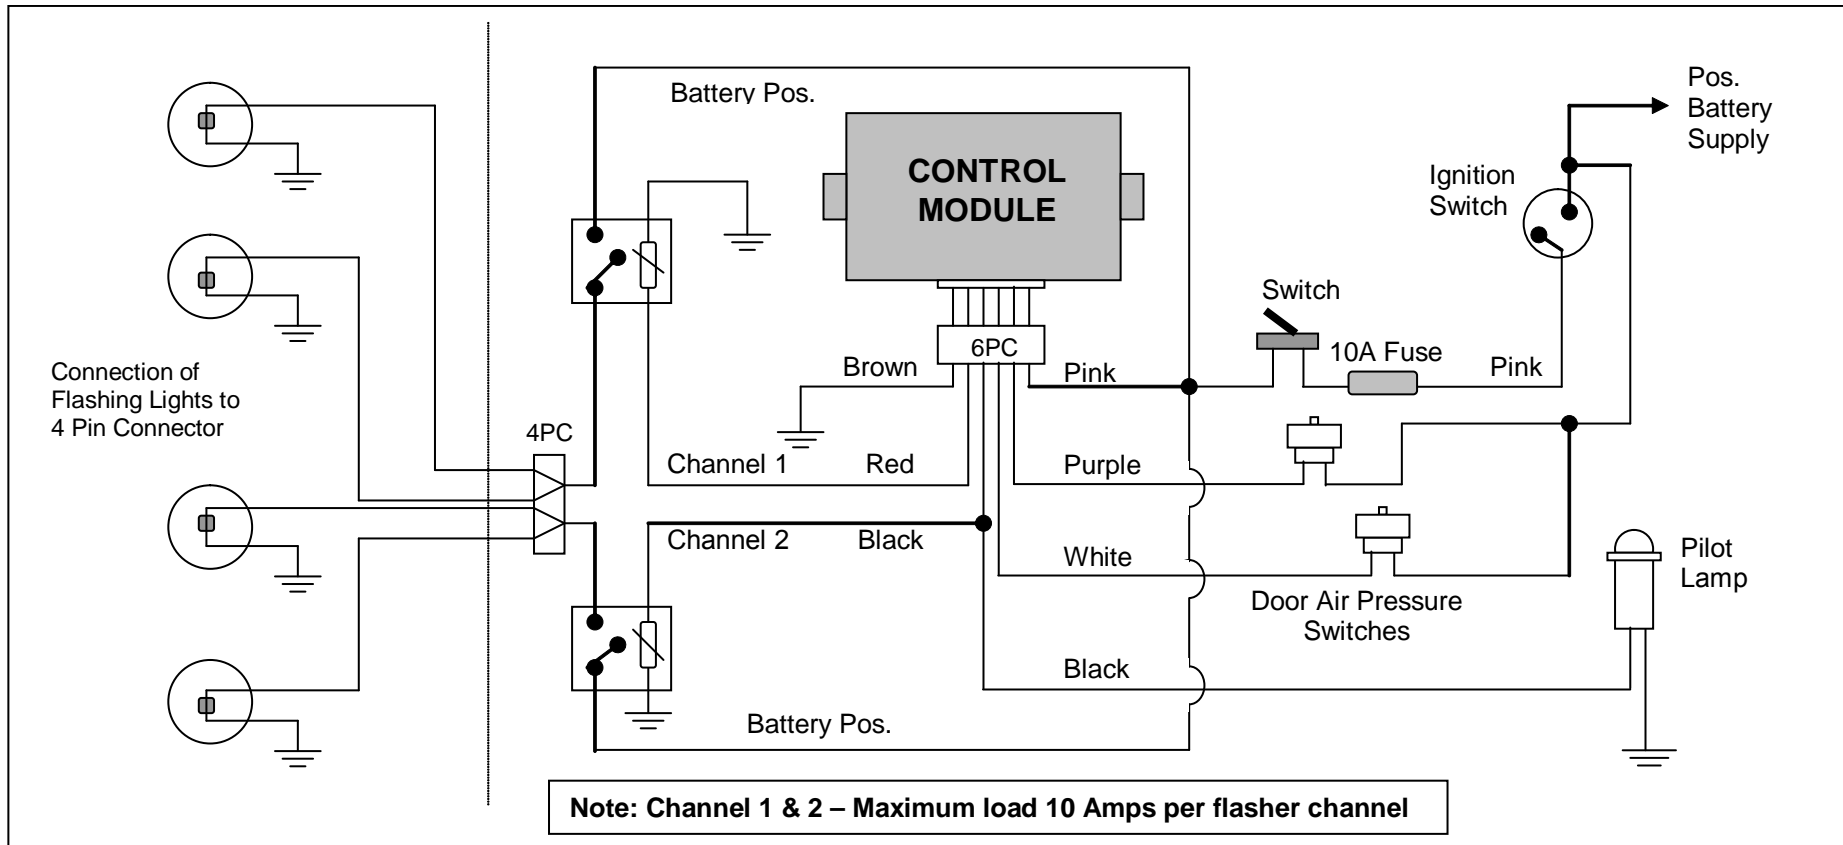 Battery Pos.
CONTROL
MODULE
Pos.
Battery
Supply
Ignition
Switch
Switch
10A Fuse
Pink
6PC
Brown
Pink
Connection of
Flashing Lights to
4 Pin Connector
4PC
Channel 1
Red
Purple
Channel 2
Black
White
Door Air Pressure
Switches
Pilot
Lamp
Black
Battery Pos.
Note: Channel 1 & 2 – Maximum load 10 Amps per flasher channel